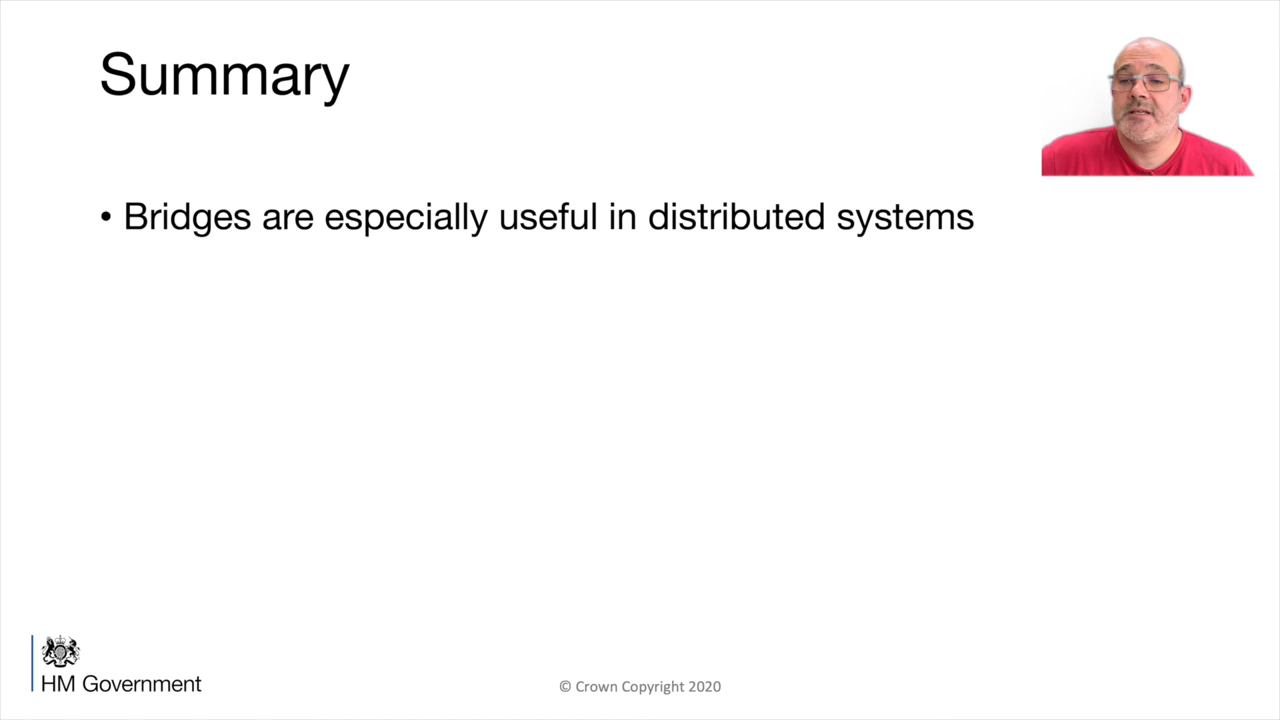 Summary
• Bridges are especially useful in distributed systems
HM Government
© Crown Copyright 2020